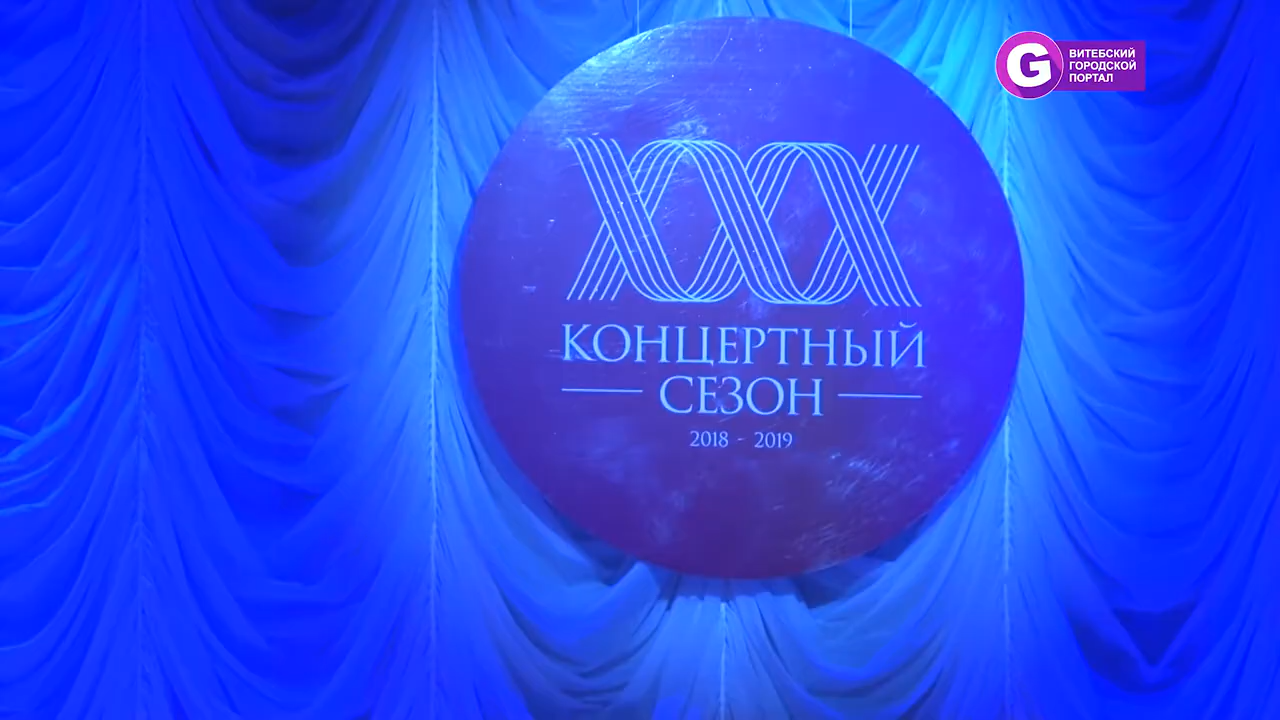 XXX
КОНЦЕРТНЫЙ
СЕЗОН
2018 - 2019
G
ВИТЕБСКИЙ
ГОРОДСКОЙ
ПОРТАЛ